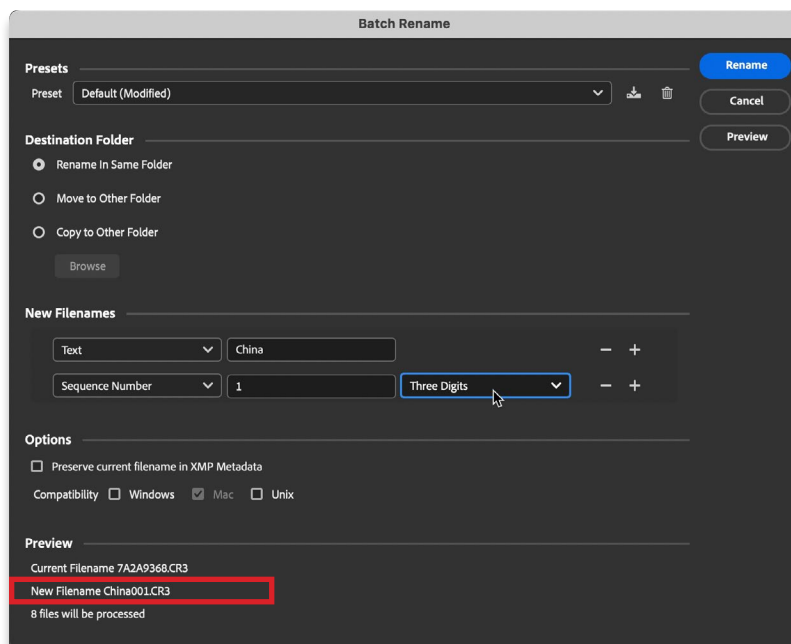 Batch Rename
Presets
Rename
Preset Default (Modified)
Cancel
Destination Folder
Preview
Rename In Same Folder
Move to Other Folder
Copy to Other Folder
Browse
New Filenames
Text China
Sequence Number 1 Three Digits
Options
Preserve current filename in XMP Metadata
Compatibility Windows Mac Unix
Preview
Current Filename 7A2A9368.CR3
New Filename China001.CR3
8 files will be processed